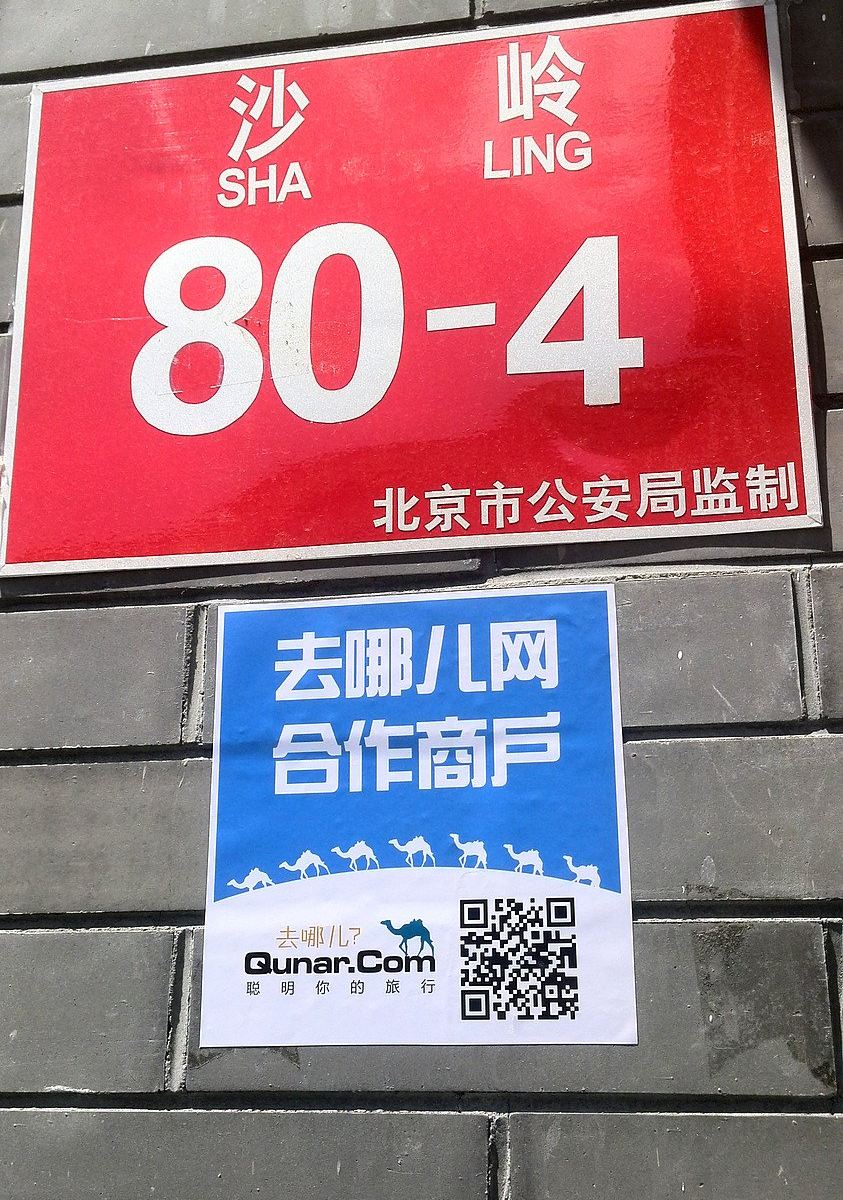 沙 岭
SHA LING
80-4
北京市公安局监制
去哪儿网
合作商户
去哪儿?
Qunar.Com
聪明你的旅行